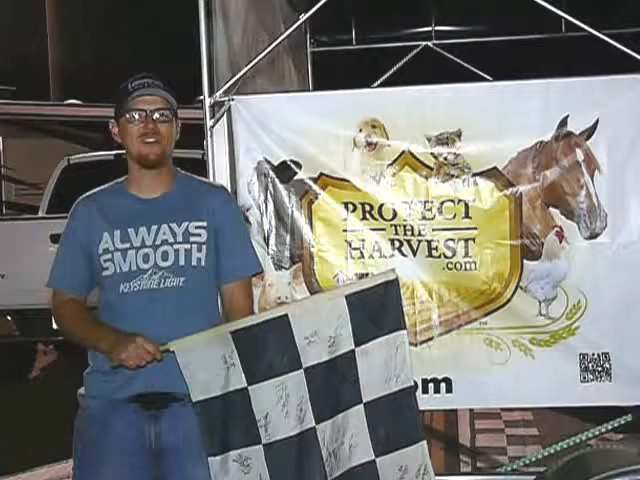 ALWAYS
SMOOTH
KEYSTONE LIGHT
PROTECT
THE
HARVEST
.com
om